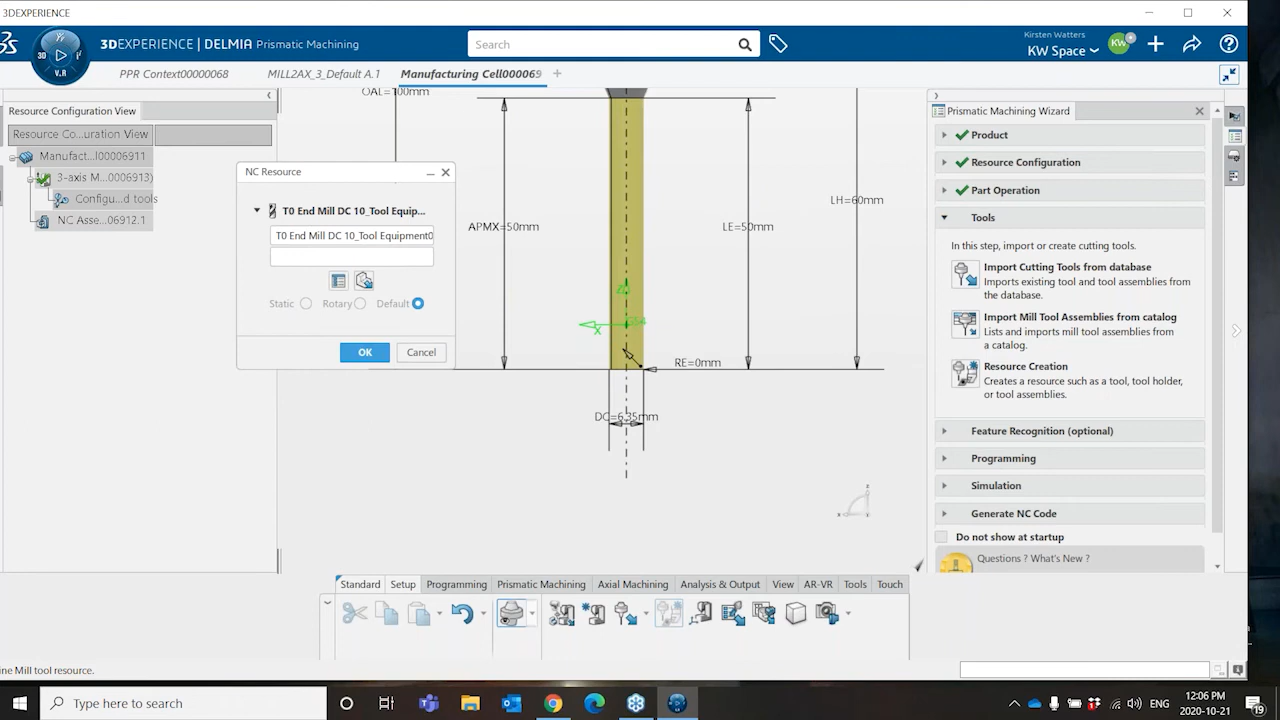 3DEXPERIENCE
3DEXPERIENCE | DELMIA Prismatic Machining
3D
V.R
Search
Kirsten Watters
KW Space
KW
PPR Context00000068
MILL2AX_3_Default A.1
Manufacturing Cell000069
Resource Configuration View
Resource Co...uration View
Manufact...l00006911
3-axis M...0006913)
Configu...d tools
NC Asse...06912.1
NC Resource
T0 End Mill DC 10_Tool Equip...
T0 End Mill DC 10_Tool Equipment0
Static
Rotary
Default
OK
Cancel
OAL=100mm
APMX=50mm
LE=50mm
LH=60mm
RE=0mm
DC=6,35mm
X
z
x
Prismatic Machining Wizard
Product
Resource Configuration
Part Operation
Tools
In this step, import or create cutting tools.
Import Cutting Tools from database
Imports existing tool and tool assemblies from
the database.
Import Mill Tool Assemblies from catalog
Lists and imports mill tool assemblies from
a catalog.
Resource Creation
Creates a resource such as a tool, tool holder,
or tool assemblies.
Feature Recognition (optional)
Programming
Simulation
Generate NC Code
Do not show at startup
Questions ? What's New ?
Standard
Setup
Programming
Prismatic Machining
Axial Machining
Analysis & Output
View
AR-VR
Tools
Touch
ine Mill tool resource.
Type here to search
ENG
12:06 PM
2020-10-21
19